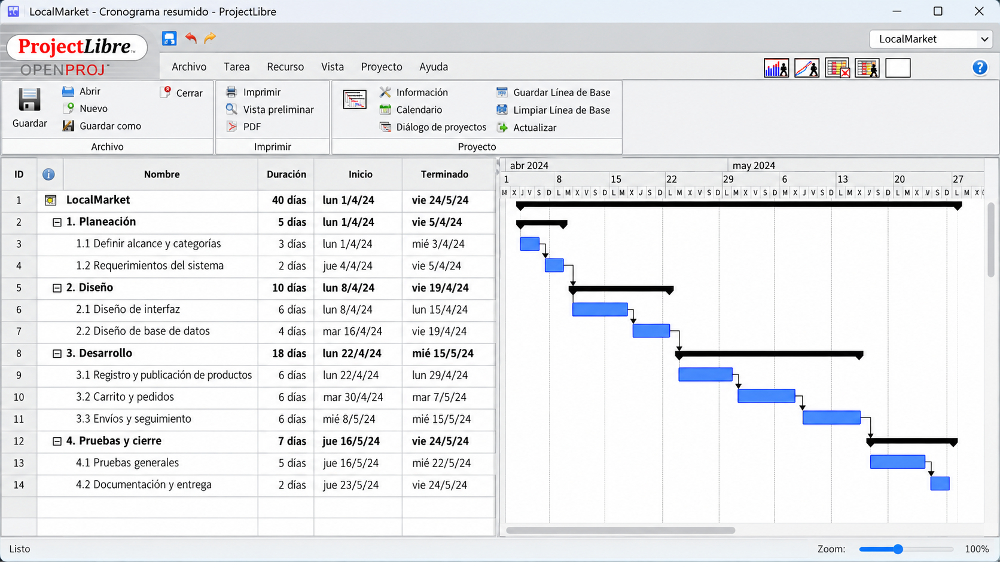 LocalMarket - Cronograma resumido - ProjectLibre
ProjectLibre™
OPENPROJ
LocalMarket
Archivo Tarea Recurso Vista Proyecto Ayuda
?
Guardar
Abrir
Nuevo
Guardar como
Cerrar
Archivo
Imprimir
Vista preliminar
PDF
Imprimir
Información
Calendario
Diálogo de proyectos
Guardar Línea de Base
Limpiar Línea de Base
Actualizar
Proyecto
ID Nombre Duración Inicio Terminado
1 LocalMarket 40 días lun 1/4/24 vie 24/5/24
2 1. Planeación 5 días lun 1/4/24 vie 5/4/24
3 1.1 Definir alcance y categorías 3 días lun 1/4/24 mié 3/4/24
4 1.2 Requerimientos del sistema 2 días jue 4/4/24 vie 5/4/24
5 2. Diseño 10 días lun 8/4/24 vie 19/4/24
6 2.1 Diseño de interfaz 6 días lun 8/4/24 lun 15/4/24
7 2.2 Diseño de base de datos 4 días mar 16/4/24 vie 19/4/24
8 3. Desarrollo 18 días lun 22/4/24 mié 15/5/24
9 3.1 Registro y publicación de productos 6 días lun 22/4/24 lun 29/4/24
10 3.2 Carrito y pedidos 6 días mar 30/4/24 mar 7/5/24
11 3.3 Envíos y seguimiento 6 días mié 8/5/24 mié 15/5/24
12 4. Pruebas y cierre 7 días jue 16/5/24 vie 24/5/24
13 4.1 Pruebas generales 5 días jue 16/5/24 mié 22/5/24
14 4.2 Documentación y entrega 2 días jue 23/5/24 vie 24/5/24
abr 2024 may 2024
1 8 15 22 29 6 13 20 27
M X J V S D L M X J V S D L M X J S D L M X V S D L M X V S D L M X J V S D L M X S D L M X V S D L M X
Listo
Zoom: 100%